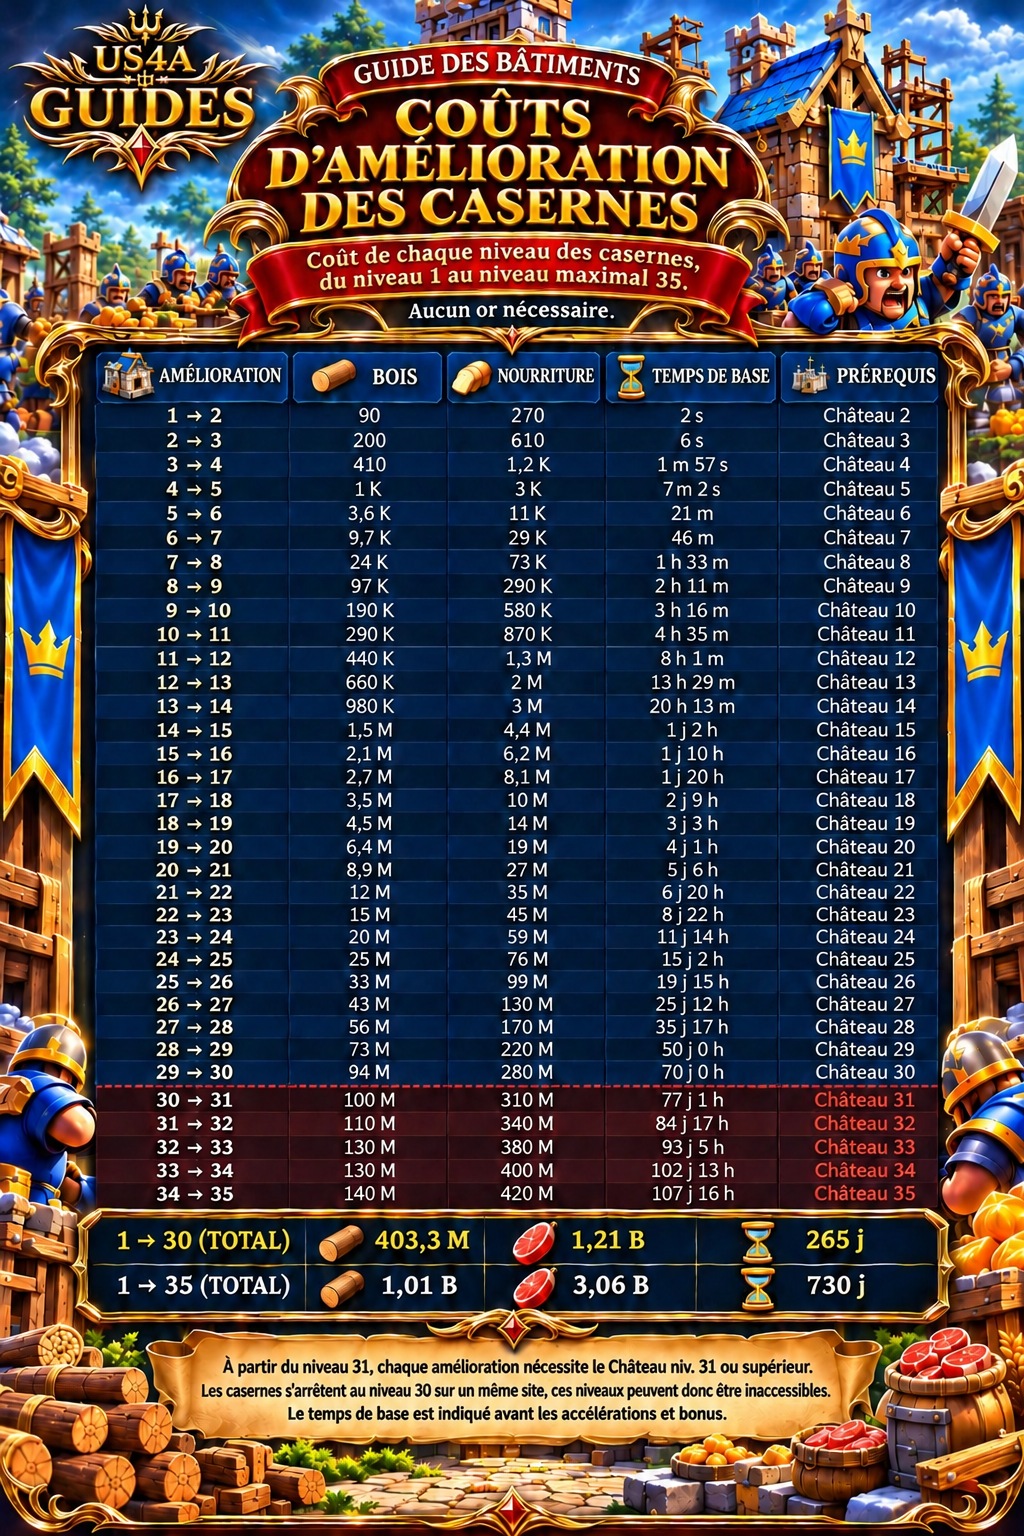 US4A
GUIDES
GUIDE DES BÂTIMENTS
COÛTS
D'AMÉLIORATION
DES CASERNES
Coût de chaque niveau des casernes,
du niveau 1 au niveau maximal 35.
Aucun or nécessaire.
AMÉLIORATION BOIS NOURRITURE TEMPS DE BASE PRÉREQUIS
1 → 2 90 270 2 s Château 2
2 → 3 200 610 6 s Château 3
3 → 4 410 1,2 K 1 m 57 s Château 4
4 → 5 1 K 3 K 7 m 2 s Château 5
5 → 6 3,6 K 11 K 21 m Château 6
6 → 7 9,7 K 29 K 46 m Château 7
7 → 8 24 K 73 K 1 h 33 m Château 8
8 → 9 97 K 290 K 2 h 11 m Château 9
9 → 10 190 K 580 K 3 h 16 m Château 10
10 → 11 290 K 870 K 4 h 35 m Château 11
11 → 12 440 K 1,3 M 8 h 1 m Château 12
12 → 13 660 K 2 M 13 h 29 m Château 13
13 → 14 980 K 3 M 20 h 13 m Château 14
14 → 15 1,5 M 4,4 M 1 j 2 h Château 15
15 → 16 2,1 M 6,2 M 1 j 10 h Château 16
16 → 17 2,7 M 8,1 M 1 j 20 h Château 17
17 → 18 3,5 M 10 M 2 j 9 h Château 18
18 → 19 4,5 M 14 M 3 j 3 h Château 19
19 → 20 6,4 M 19 M 4 j 1 h Château 20
20 → 21 8,9 M 27 M 5 j 6 h Château 21
21 → 22 12 M 35 M 6 j 20 h Château 22
22 → 23 15 M 45 M 8 j 22 h Château 23
23 → 24 20 M 59 M 11 j 14 h Château 24
24 → 25 25 M 76 M 15 j 2 h Château 25
25 → 26 33 M 99 M 19 j 15 h Château 26
26 → 27 43 M 130 M 25 j 12 h Château 27
27 → 28 56 M 170 M 35 j 17 h Château 28
28 → 29 73 M 220 M 50 j 0 h Château 29
29 → 30 94 M 280 M 70 j 0 h Château 30
30 → 31 100 M 310 M 77 j 1 h Château 31
31 → 32 110 M 340 M 84 j 17 h Château 32
32 → 33 130 M 380 M 93 j 5 h Château 33
33 → 34 130 M 400 M 102 j 13 h Château 34
34 → 35 140 M 420 M 107 j 16 h Château 35
1 → 30 (TOTAL) 403,3 M 1,21 B 265 j
1 → 35 (TOTAL) 1,01 B 3,06 B 730 j
À partir du niveau 31, chaque amélioration nécessite le Château niv. 31 ou supérieur.
Les casernes s'arrêtent au niveau 30 sur un même site, ces niveaux peuvent donc être inaccessibles.
Le temps de base est indiqué avant les accélérations et bonus.